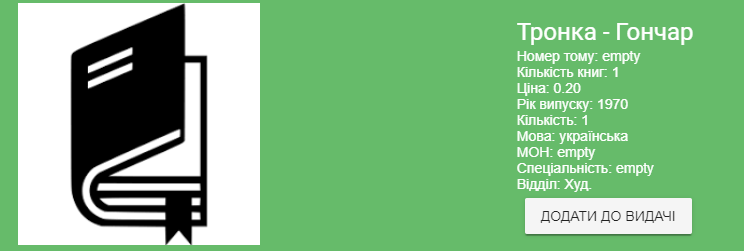 Тронка - Гончар
Номер тому: empty
Кількість книг: 1
Ціна: 0.20
Рік випуску: 1970
Кількість: 1
Мова: українська
МОН: empty
Спеціальність: empty
Відділ: Худ.
ДОДАТИ ДО ВИДАЧІ